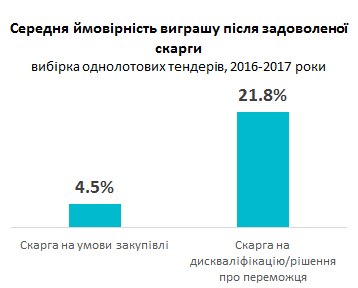 Середня ймовірність виграшу після задоволеної
скарги
вибірка однолотових тендерів, 2016-2017 роки
21.8%
4.5%
Скарга на умови закупівлі
Скарга на
дискваліфікацію/рішення
про переможця